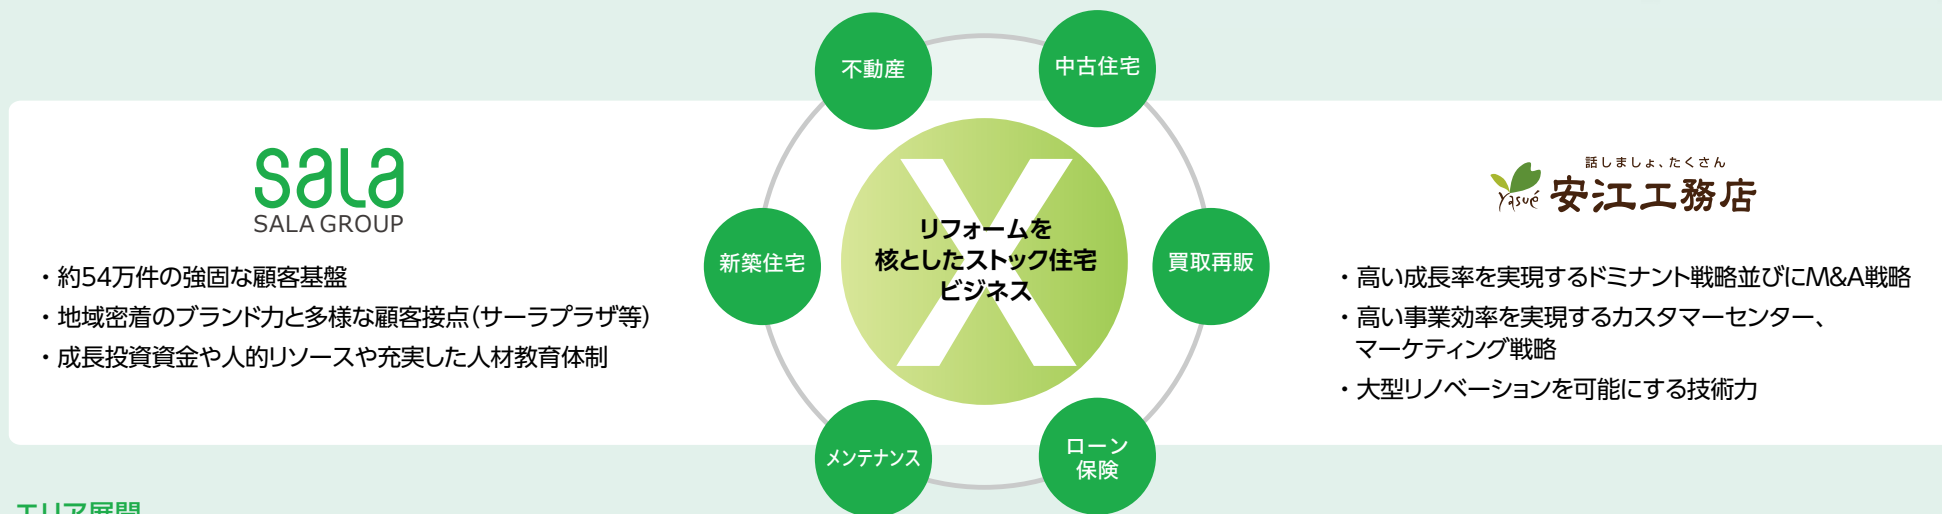 sala
SALA GROUP
・約54万件の強固な顧客基盤
・地域密着のブランド力と多様な顧客接点(サーラプラザ等)
・成長投資資金や人的リソースや充実した人材教育体制
不動産
中古住宅
新築住宅
X
リフォームを
核としたストック住宅
ビジネス
買取再販
メンテナンス
ローン
保険
話しましょ、たくさん
Yasué
安江工務店
・高い成長率を実現するドミナント戦略並びにM&A戦略
・高い事業効率を実現するカスタマーセンター、
マーケティング戦略
・大型リノベーションを可能にする技術力
エリア展開